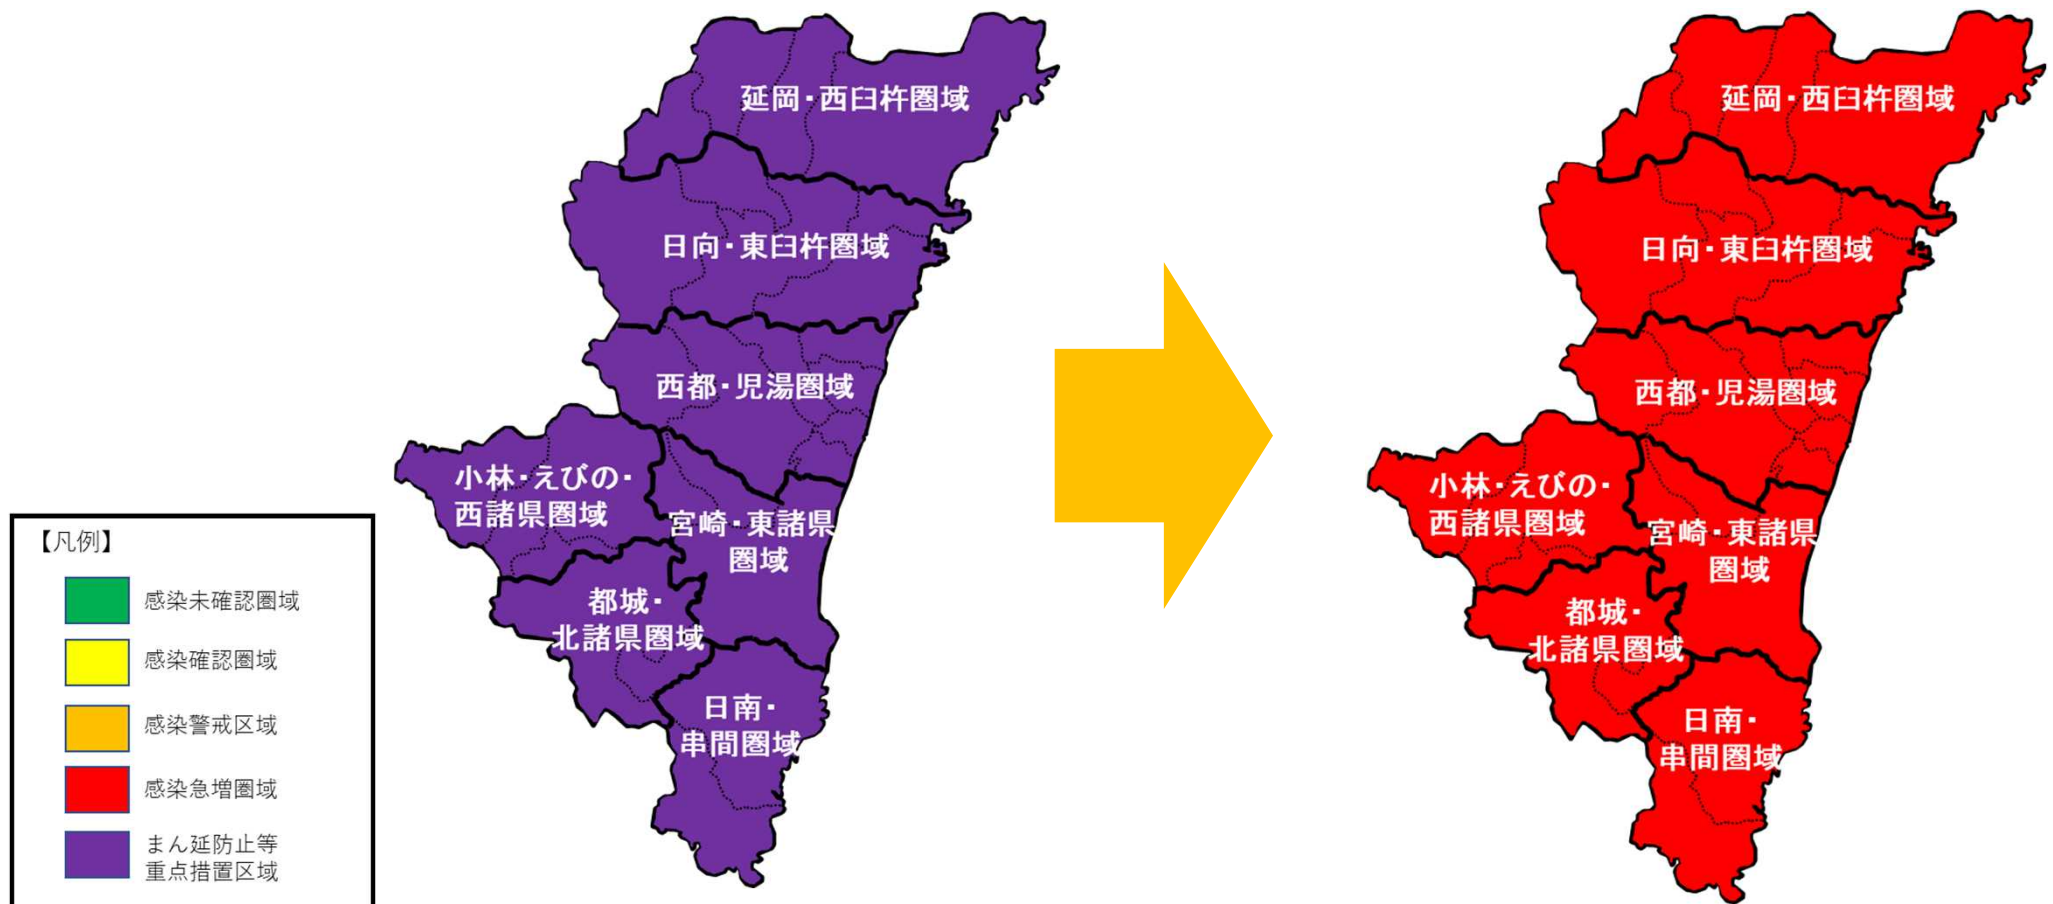 延岡・西臼杵圏域
日向・東臼杵圏域
西都・児湯圏域
小林・えびの・
西諸県圏域
宮崎・東諸県
圏域
都城・
北諸県圏域
日南・
串間圏域
【凡例】
感染未確認圏域
感染確認圏域
感染警戒区域
感染急増圏域
まん延防止等
重点措置区域
延岡・西臼杵圏域
日向・東臼杵圏域
西都・児湯圏域
小林・えびの・
西諸県圏域
宮崎・東諸県
圏域
都城・
北諸県圏域
日南・
串間圏域